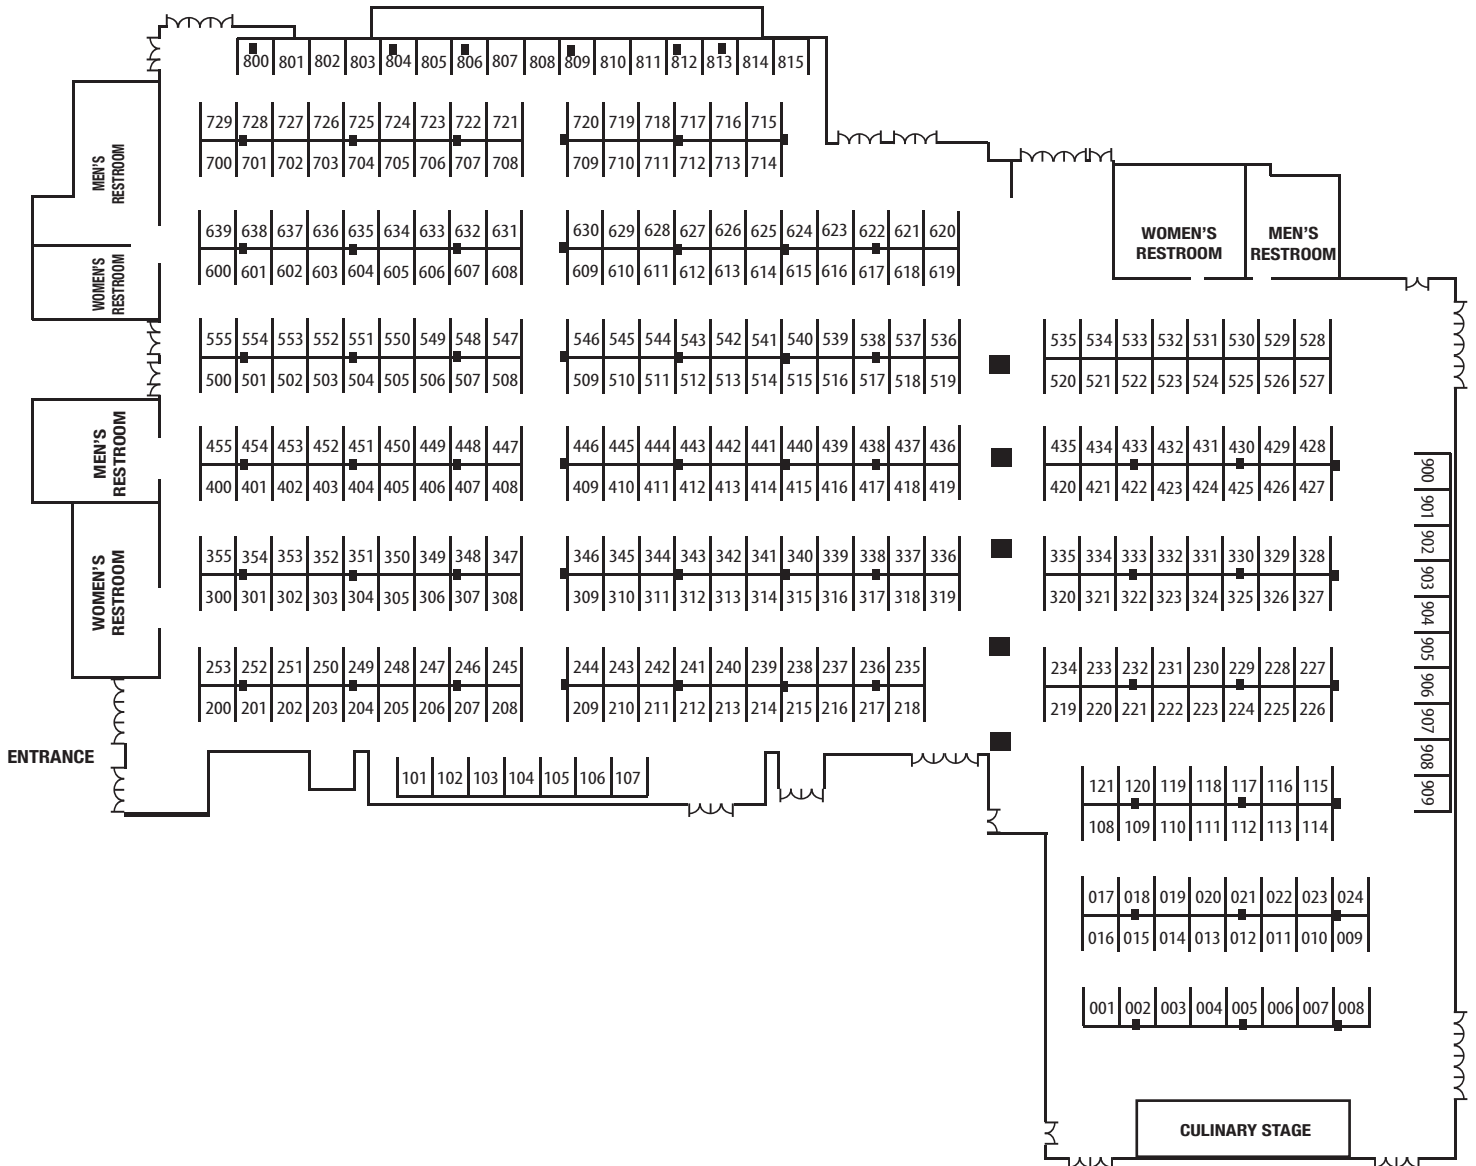 800 801 802 803 804 805 806 807 808 809 810 811 812 813 814 815
729 728 727 726 725 724 723 722 721 720 719 718 717 716 715
700 701 702 703 704 705 706 707 708 709 710 711 712 713 714
MEN'S
RESTROOM
639 638 637 636 635 634 633 632 631 630 629 628 627 626 625 624 623 622 621 620
600 601 602 603 604 605 606 607 608 609 610 611 612 613 614 615 616 617 618 619
WOMEN'S
RESTROOM
MEN'S
RESTROOM
WOMEN'S
RESTROOM
555 554 553 552 551 550 549 548 547 546 545 544 543 542 541 540 539 538 537 536 535 534 533 532 531 530 529 528
500 501 502 503 504 505 506 507 508 509 510 511 512 513 514 515 516 517 518 519 520 521 522 523 524 525 526 527
MEN'S
RESTROOM
455 454 453 452 451 450 449 448 447 446 445 444 443 442 441 440 439 438 437 436 435 434 433 432 431 430 429 428
400 401 402 403 404 405 406 407 408 409 410 411 412 413 414 415 416 417 418 419 420 421 422 423 424 425 426 427
WOMEN'S
RESTROOM
355 354 353 352 351 350 349 348 347 346 345 344 343 342 341 340 339 338 337 336 335 334 333 332 331 330 329 328
300 301 302 303 304 305 306 307 308 309 310 311 312 313 314 315 316 317 318 319 320 321 322 323 324 325 326 327
253 252 251 250 249 248 247 246 245 244 243 242 241 240 239 238 237 236 235 234 233 232 231 230 229 228 227
200 201 202 203 204 205 206 207 208 209 210 211 212 213 214 215 216 217 218 219 220 221 222 223 224 225 226
900
901
902
903
904
905
906
907
908
909
ENTRANCE
101 102 103 104 105 106 107
121 120 119 118 117 116 115
108 109 110 111 112 113 114
017 018 019 020 021 022 023 024
016 015 014 013 012 011 010 009
001 002 003 004 005 006 007 008
CULINARY STAGE